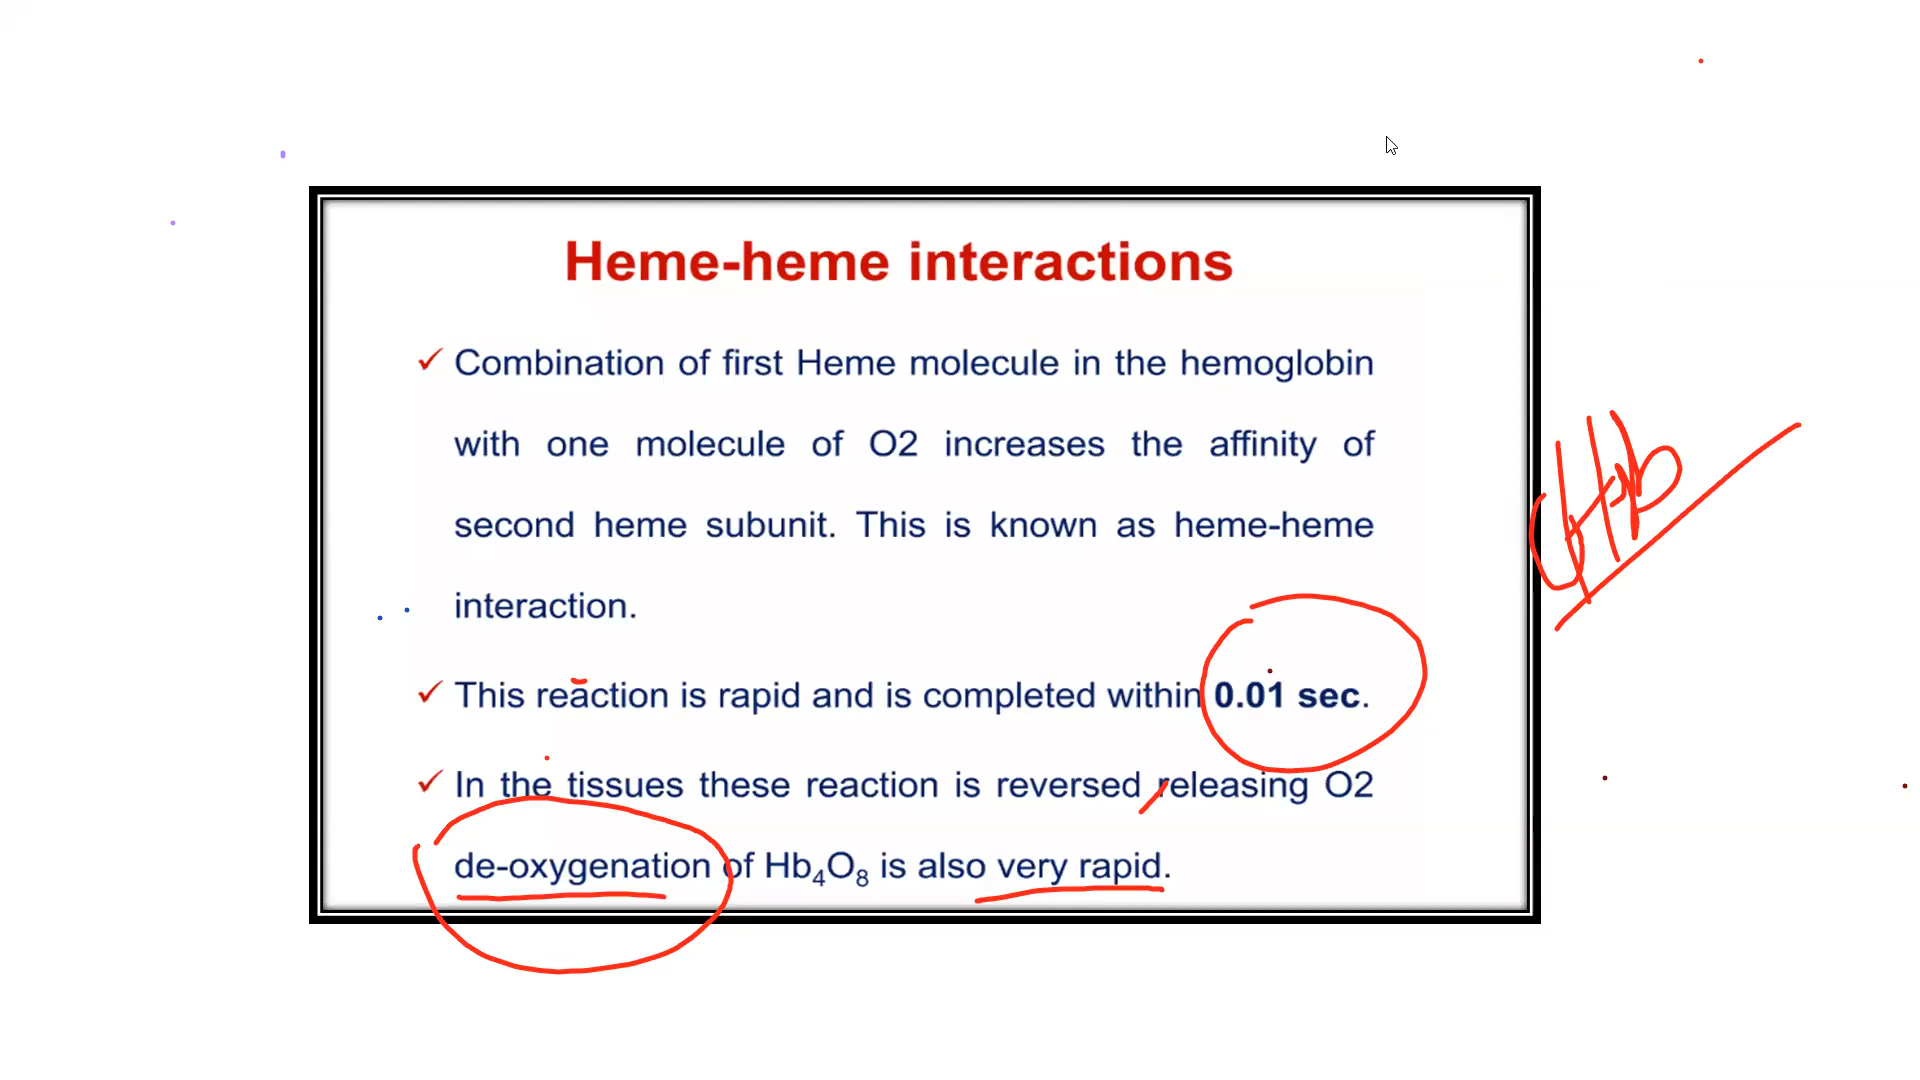 Heme-heme interactions
✓ Combination of first Heme molecule in the hemoglobin
with one molecule of O2 increases the affinity of
second heme subunit. This is known as heme-heme
interaction.
Hb
✓ This reaction is rapid and is completed within 0.01 sec.
✓ In the tissues these reaction is reversed releasing O2
de-oxygenation of Hb₄O₈ is also very rapid.